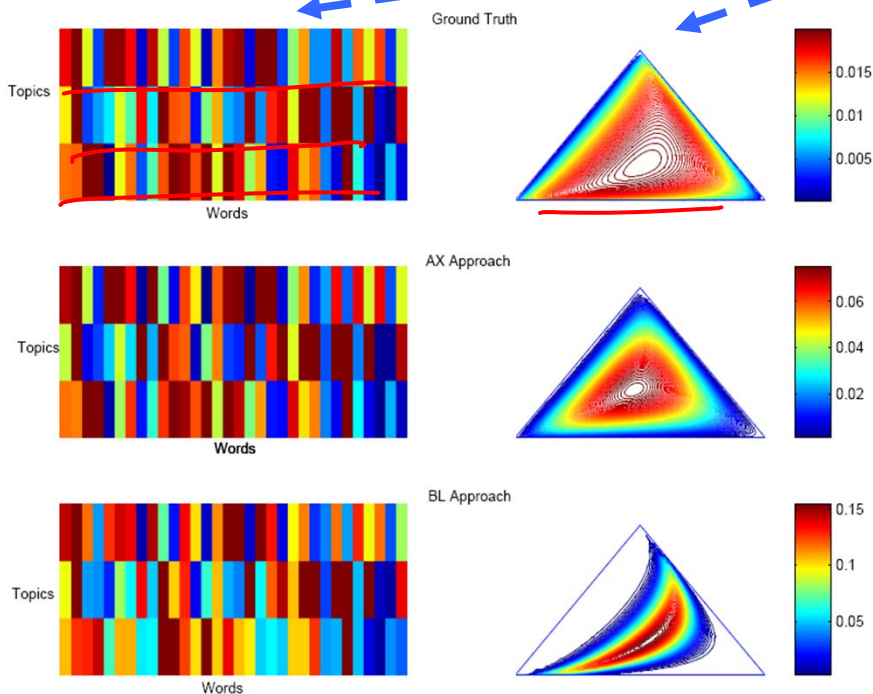 Ground Truth
Topics
Words
0.015
0.01
0.005
AX Approach
Topics
Words
0.06
0.04
0.02
BL Approach
Topics
Words
0.15
0.1
0.05